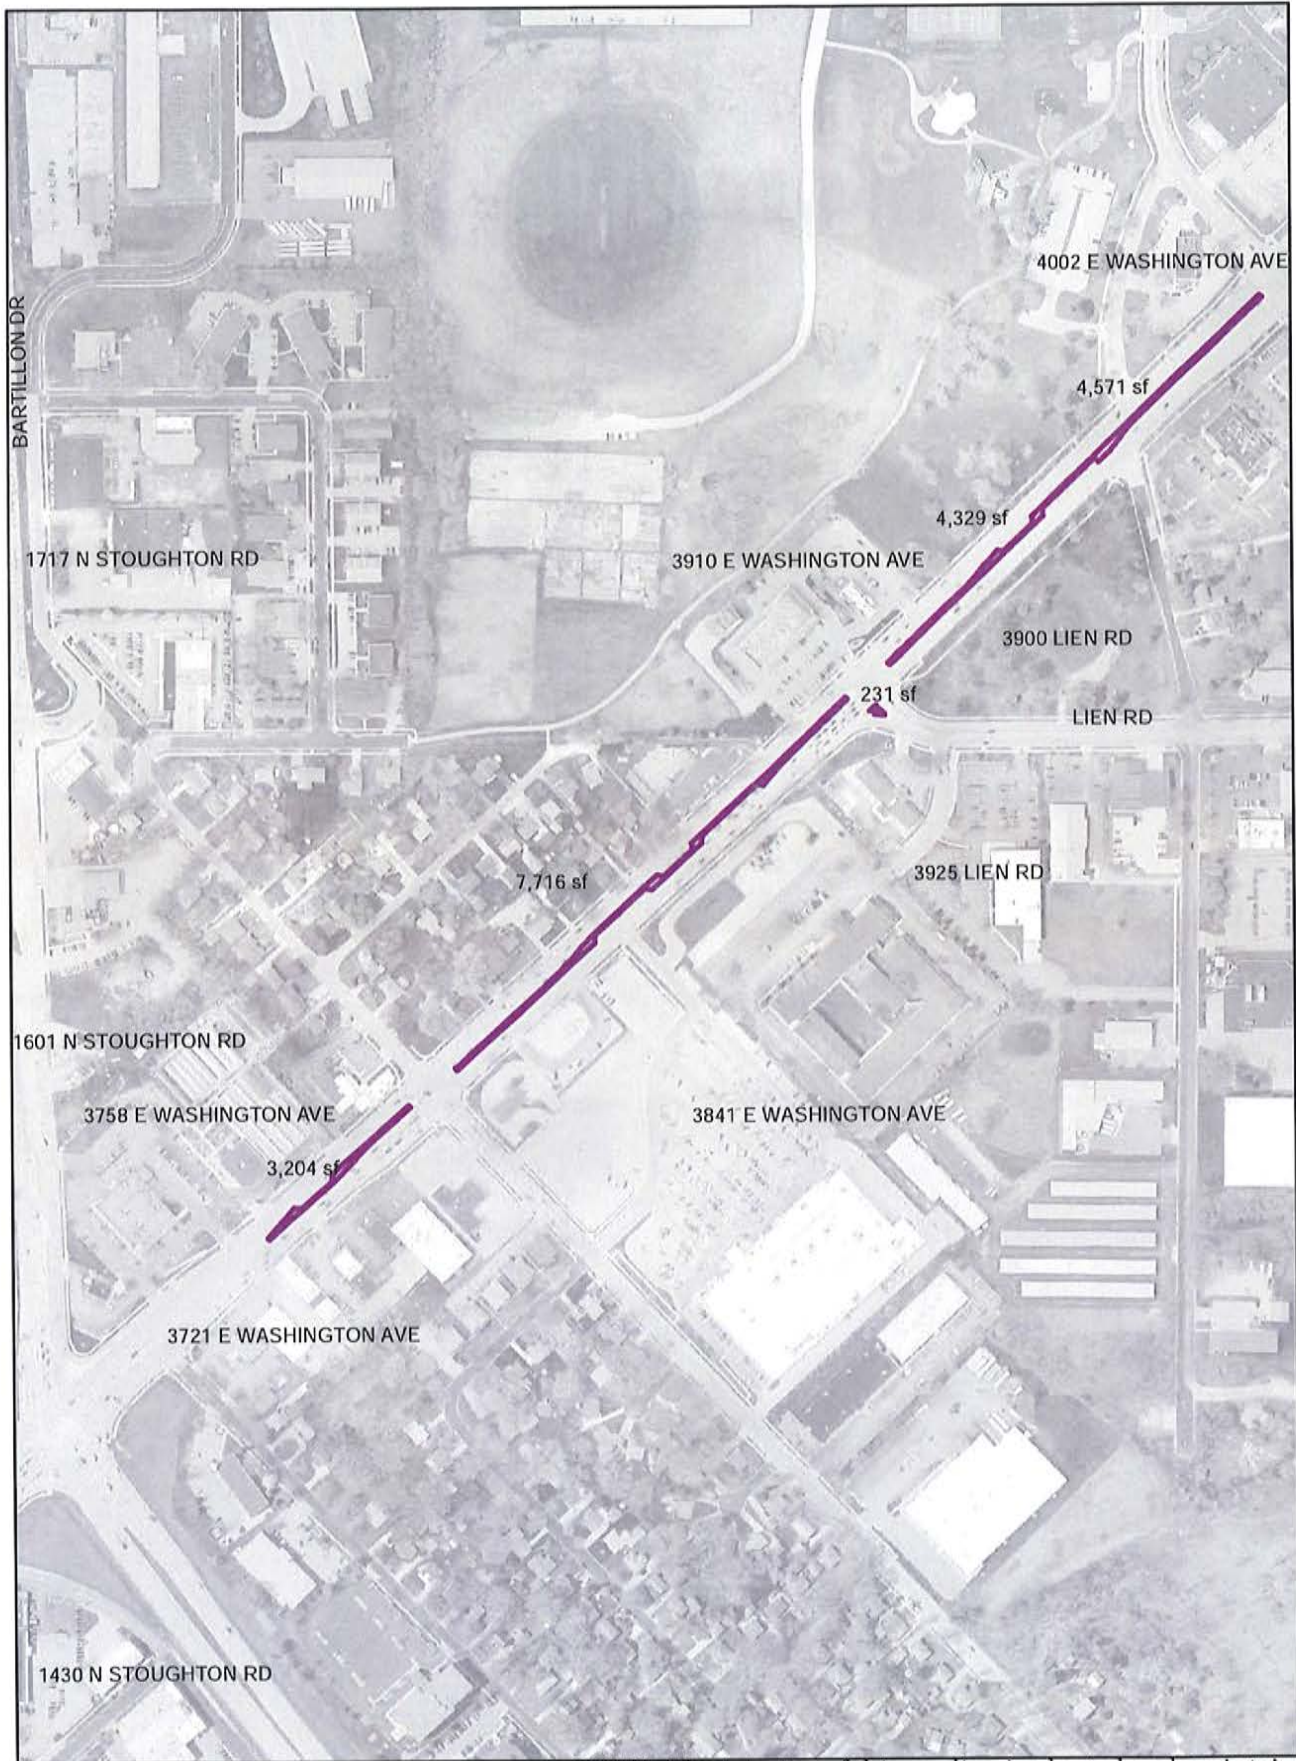 4002 E WASHINGTON AVE
BARTILLON DR
4,571 sf
4,329 sf
1717 N STOUGHTON RD
3910 E WASHINGTON AVE
3900 LIEN RD
231 sf
LIEN RD
3925 LIEN RD
7,716 sf
1601 N STOUGHTON RD
3758 E WASHINGTON AVE
3841 E WASHINGTON AVE
3,204 sf
3721 E WASHINGTON AVE
1430 N STOUGHTON RD